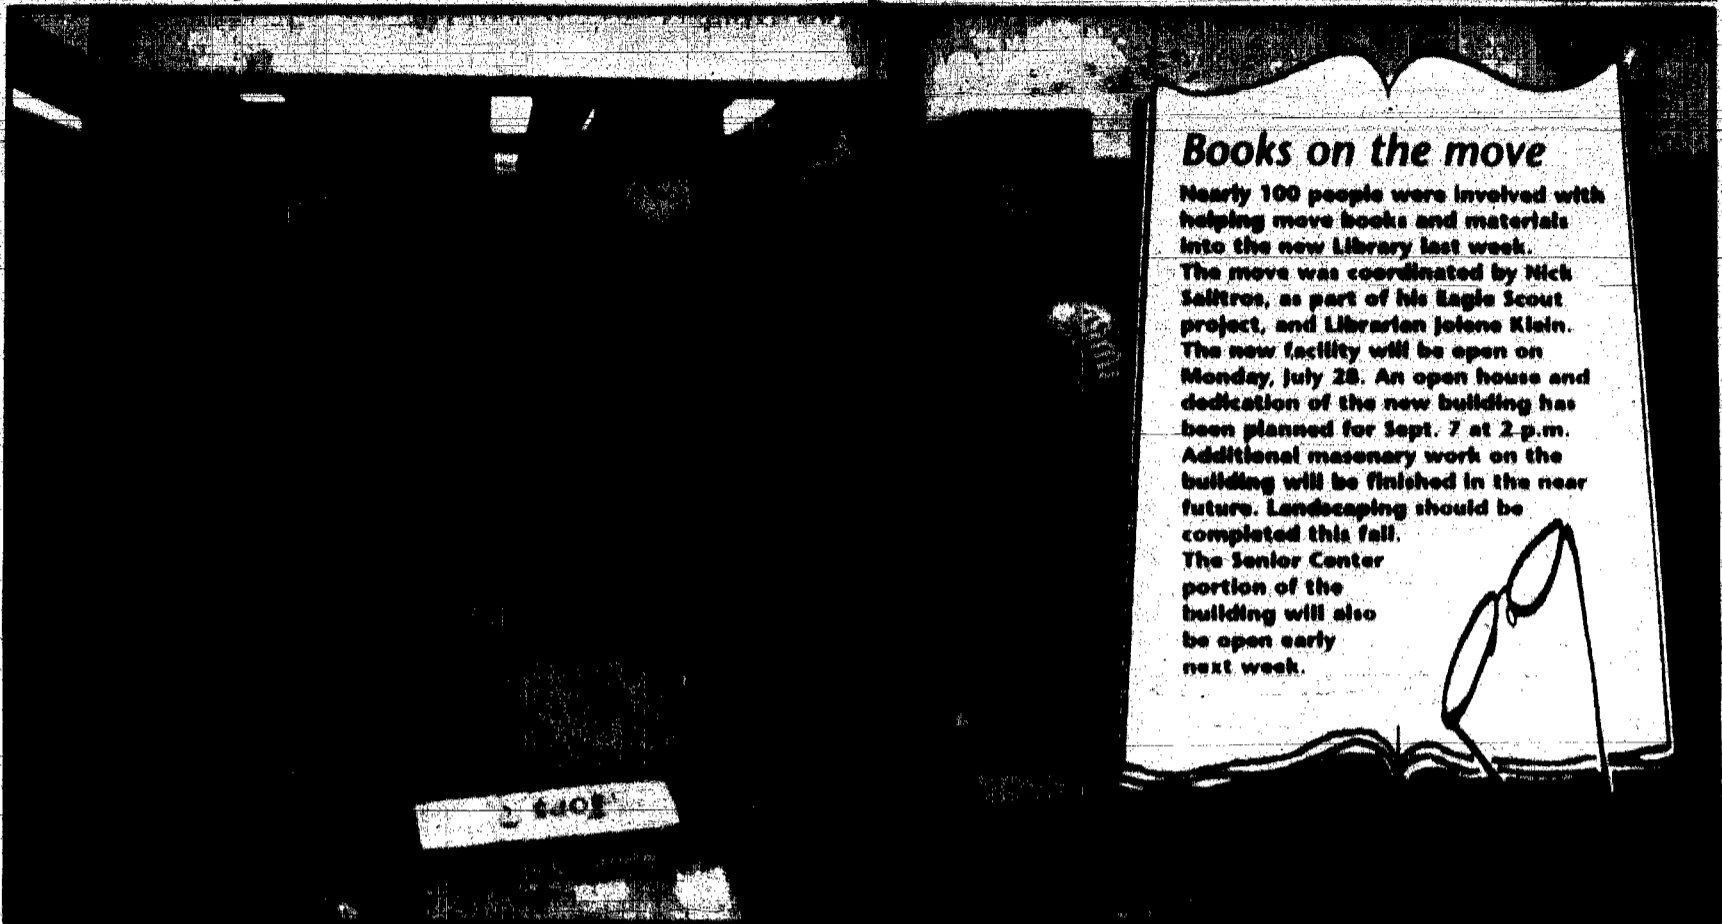 Books on the move
Nearly 100 people were involved with
helping move books and materials
into the new Library last week.
The move was coordinated by Nick
as part of his Eagle Scout
project, and Librarian Jolene Klein.
The new facility will be open on
Monday, July 28. An open house and
dedication of the new building has
been planned for Sept. 7 at 2 p.m.
Additional masonary work on the
building will be finished in the near
future. Landscaping should be
completed this fall.
The Senior Center
portion of the
building will also
be open early
next week.